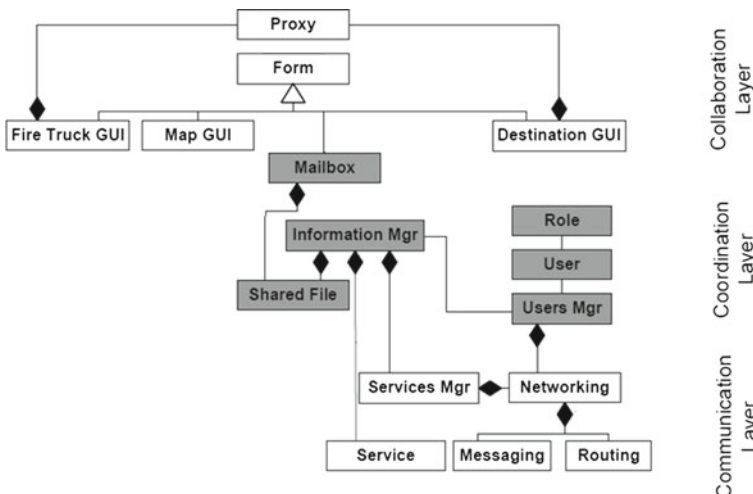 Proxy
Form
Fire Truck GUI
Map GUI
Destination GUI
Mailbox
Collaboration
Layer
Role
Information Mgr
User
Shared File
Users Mgr
Coordination
Layer
Services Mgr
Networking
Service
Messaging
Routing
Communication
Layer